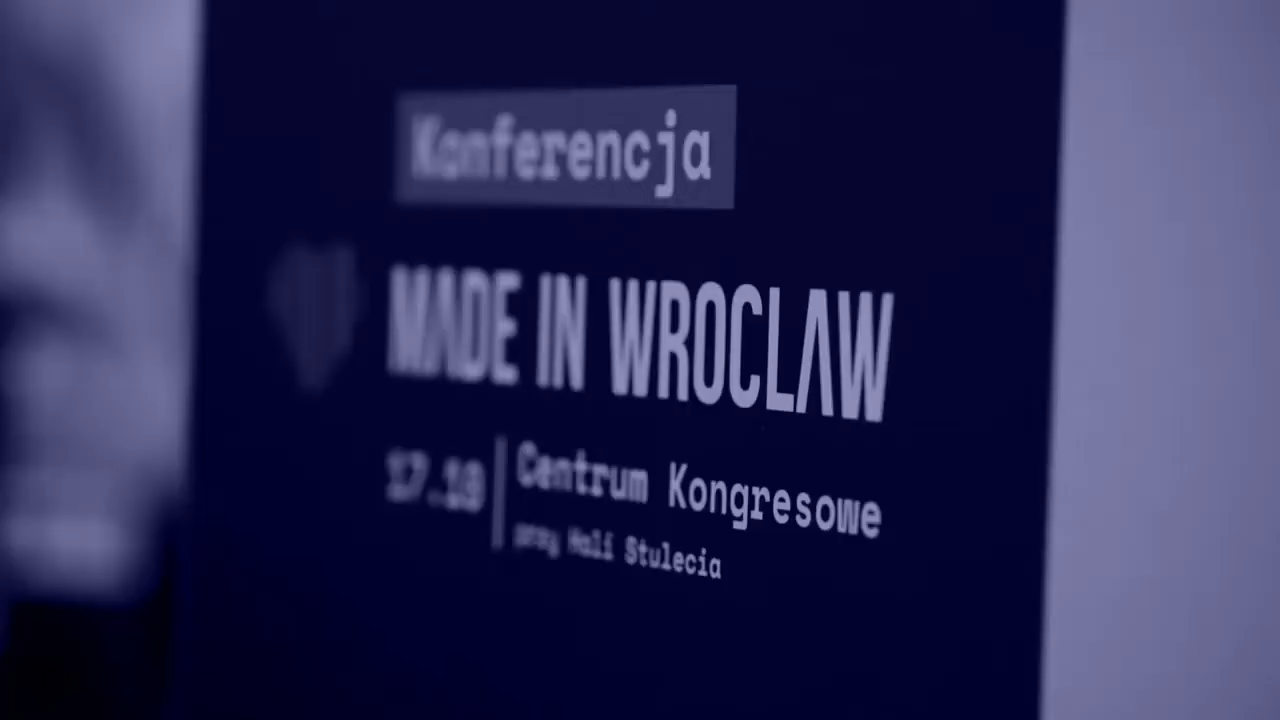 Konferencja
MADE IN WROCLAW
17.10
Centrum Kongresowe
przy Hali Stulecia